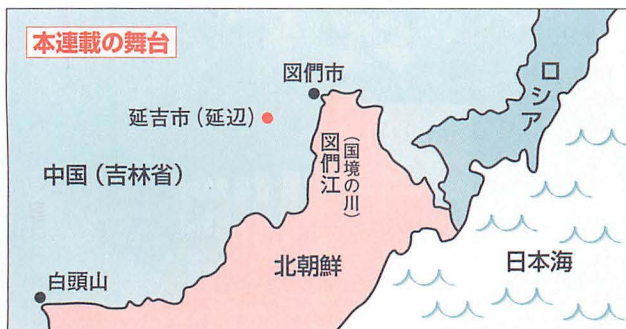 本連載の舞台
図們市
延吉市(延辺)
ロシア
中国(吉林省)
図們江
(国境の川)
北朝鮮
日本海
白頭山